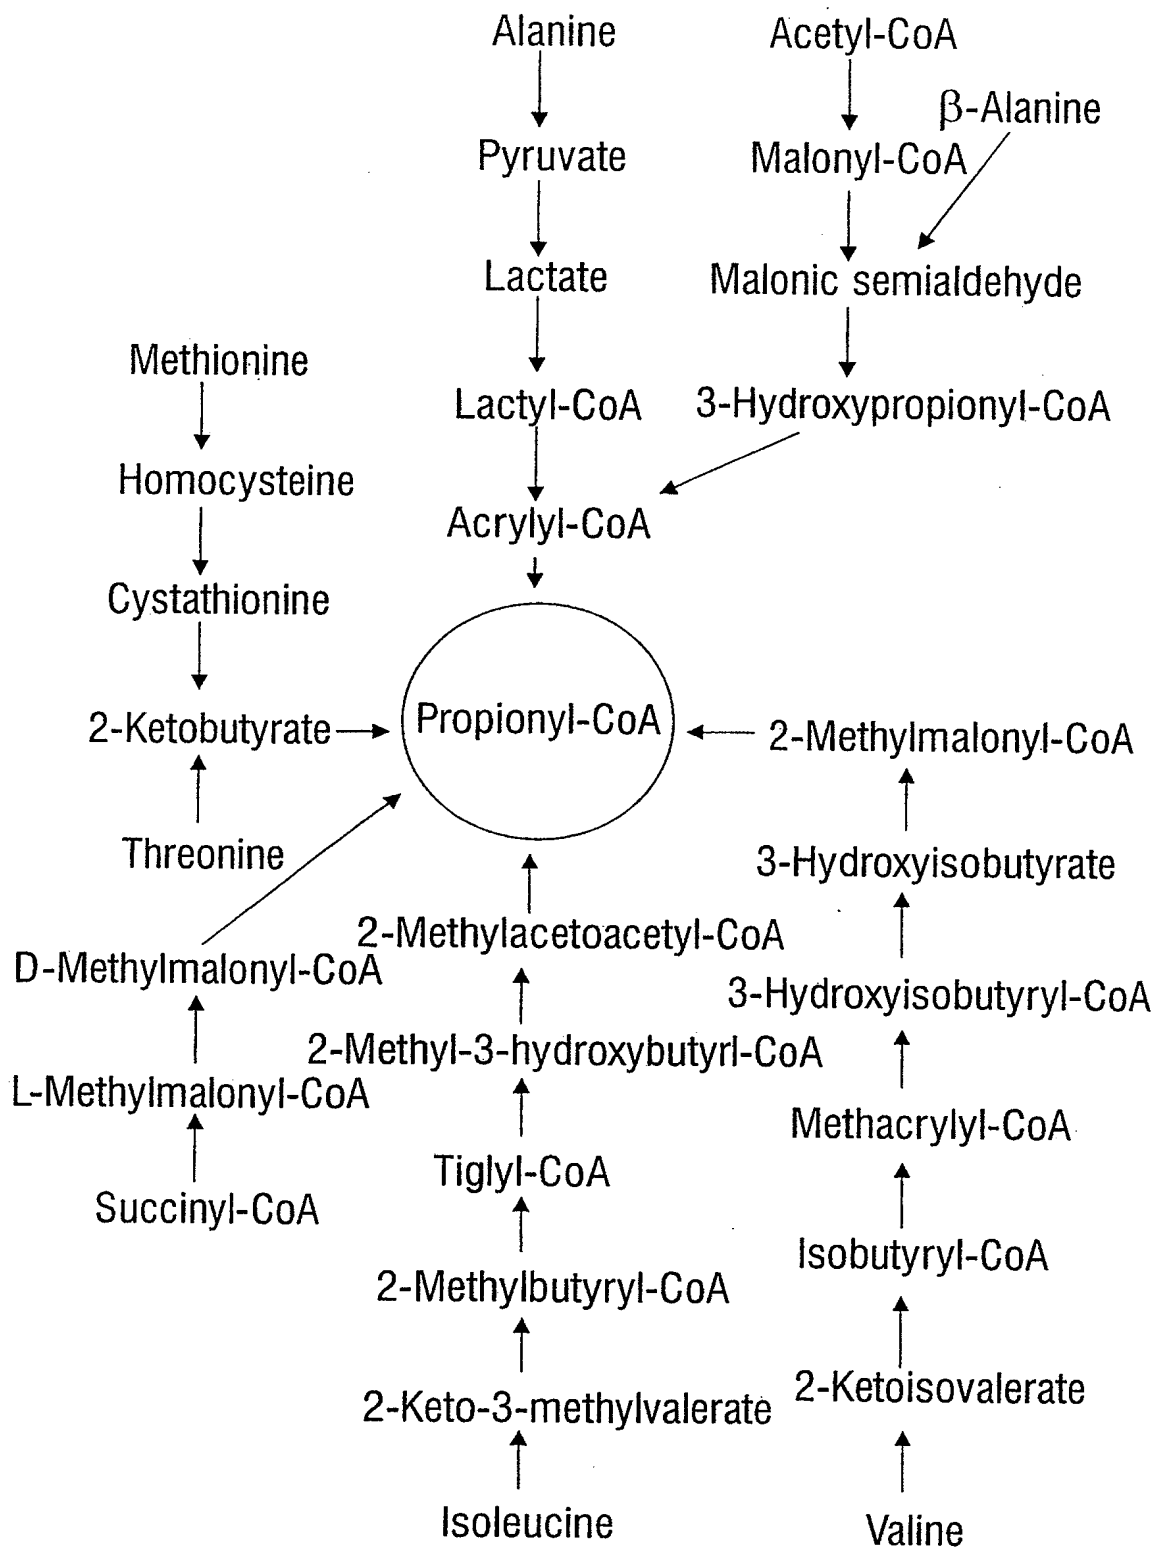 Alanine
Acetyl-CoA
β-Alanine
Pyruvate
Malonyl-CoA
Lactate
Malonic semialdehyde
Methionine
Lactyl-CoA
3-Hydroxypropionyl-CoA
Homocysteine
Acrylyl-CoA
Cystathionine
2-Ketobutyrate
Propionyl-CoA
2-Methylmalonyl-CoA
Threonine
3-Hydroxyisobutyrate
2-Methylacetoacetyl-CoA
D-Methylmalonyl-CoA
3-Hydroxyisobutyryl-CoA
2-Methyl-3-hydroxybutyrl-CoA
L-Methylmalonyl-CoA
Methacrylyl-CoA
Tiglyl-CoA
Succinyl-CoA
Isobutyryl-CoA
2-Methylbutyryl-CoA
2-Ketoisovalerate
2-Keto-3-methylvalerate
Isoleucine
Valine